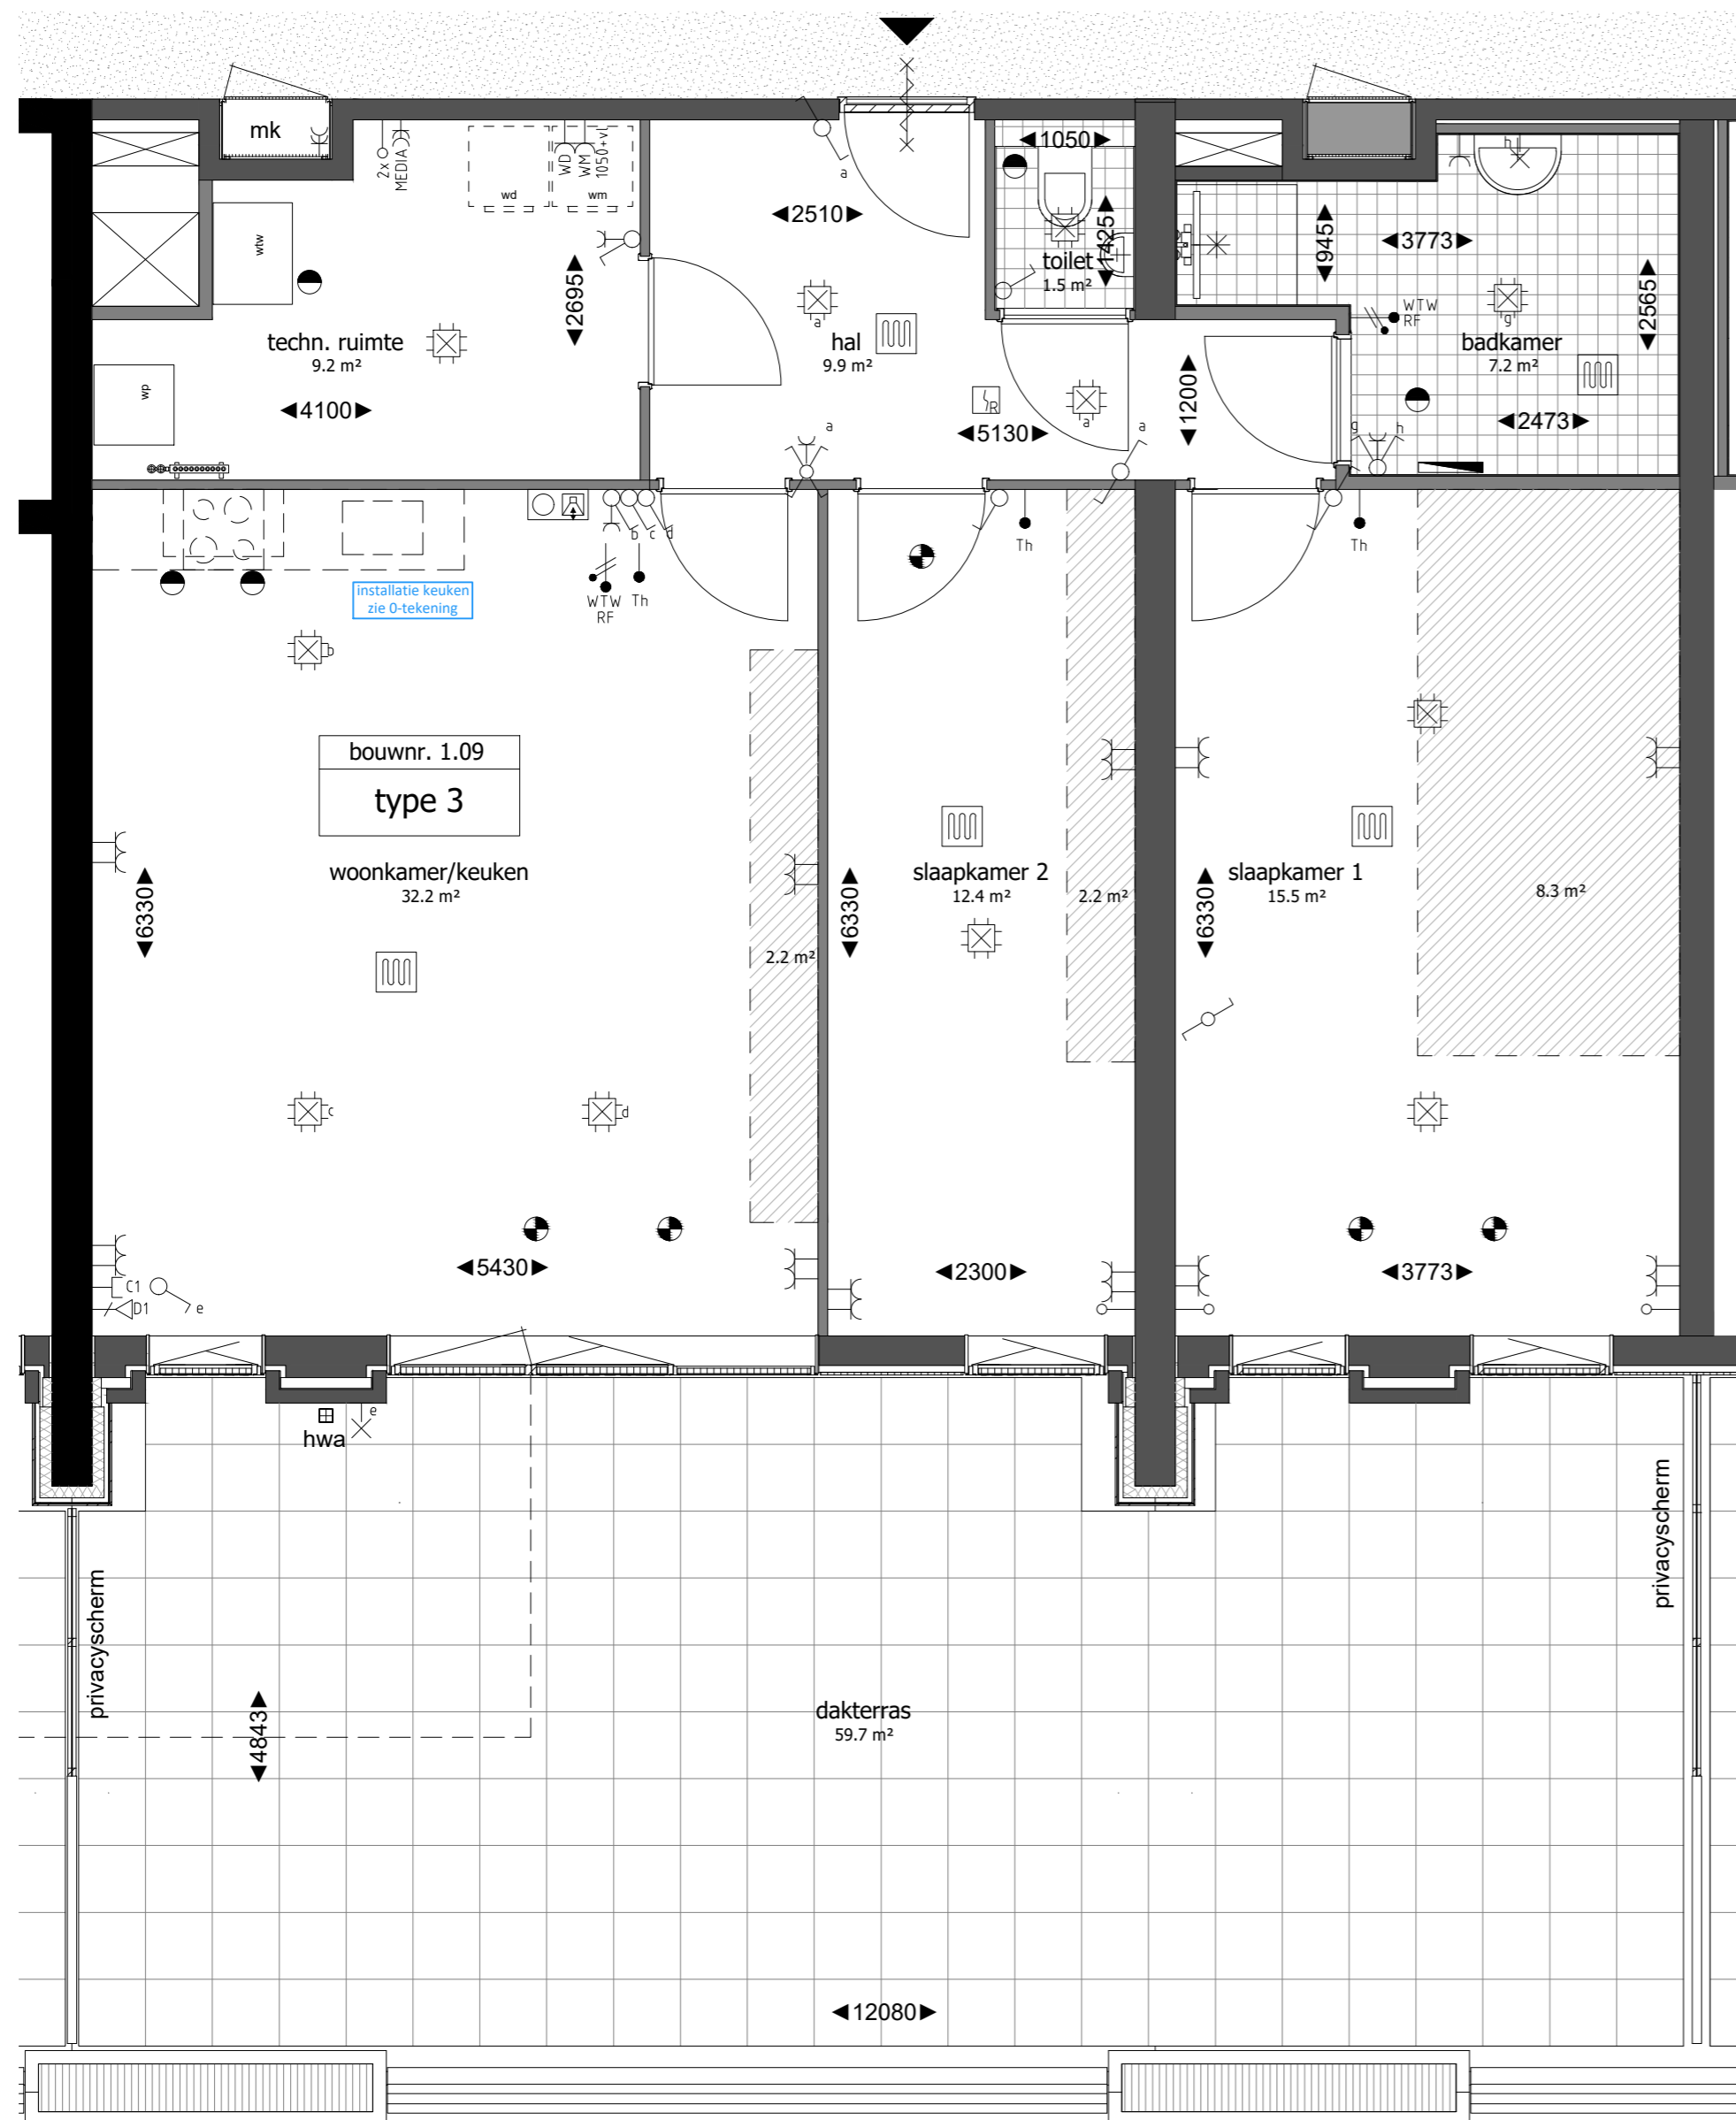 mk
2x
MEDIA
WD
WM
1050+vl
wd
wm
a
1050
2510
1425
toilet
1.5 m²
945
3773
h
2565
wtw
2695
techn. ruimte
9.2 m²
hal
9.9 m²
a
WTW
RF
g
badkamer
7.2 m²
wp
4100
R
5130
a
1200
2473
a
a
g
h
b
c
d
Th
Th
WTW
RF
Th
installatie keuken
zie 0-tekening
b
bouwnr. 1.09
type 3
woonkamer/keuken
32.2 m²
slaapkamer 2
12.4 m²
2.2 m²
slaapkamer 1
15.5 m²
8.3 m²
6330
6330
6330
2.2 m²
c
d
5430
2300
3773
C1
D1
e
e
hwa
privacyscherm
privacyscherm
dakterras
59.7 m²
4843
12080